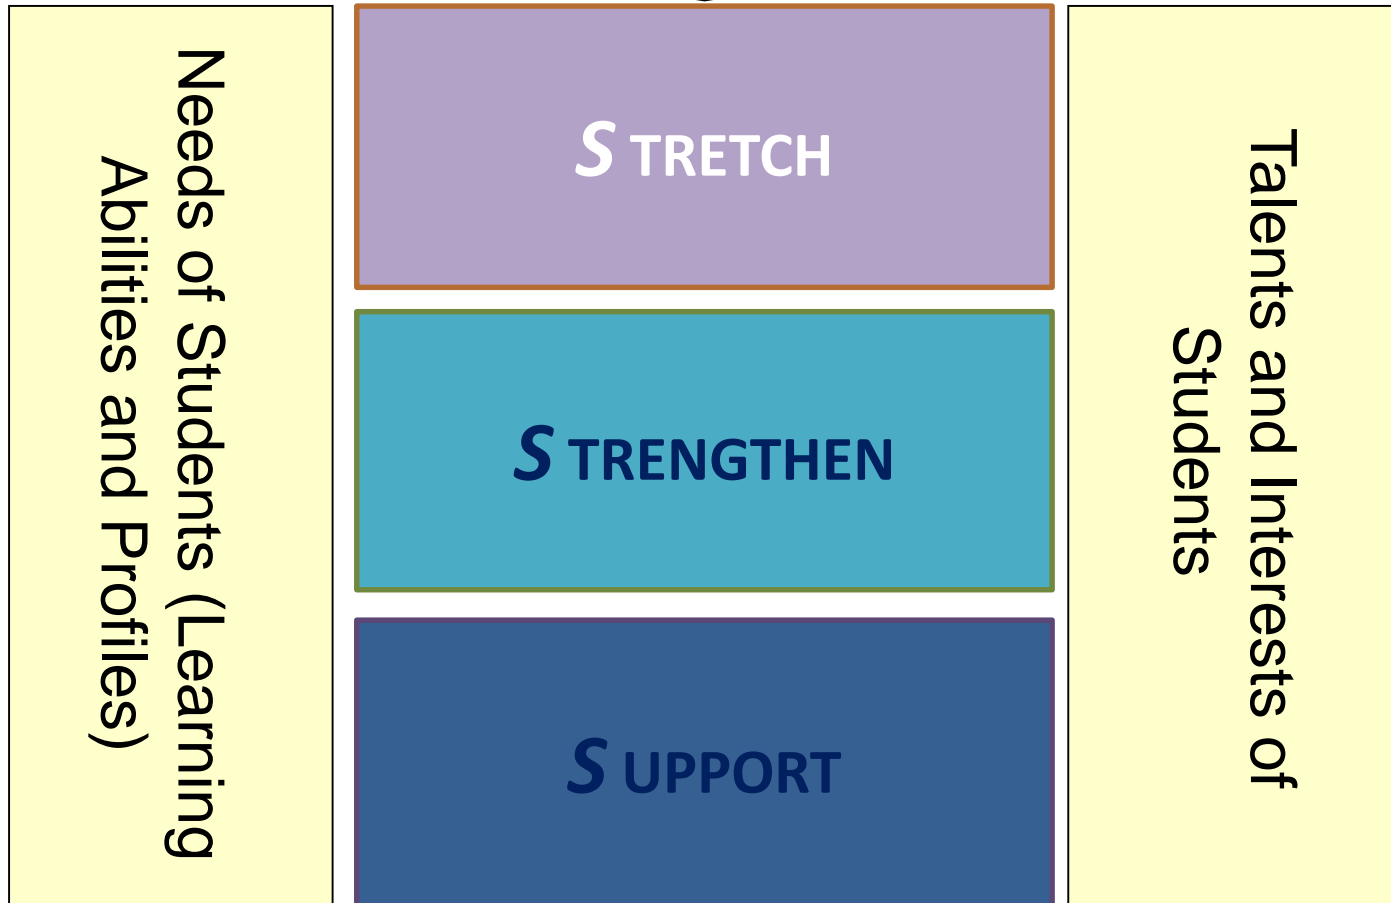 Needs of Students (Learning
Abilities and Profiles)
S TRETCH
S TRENGTHEN
S UPPORT
Talents and Interests of
Students